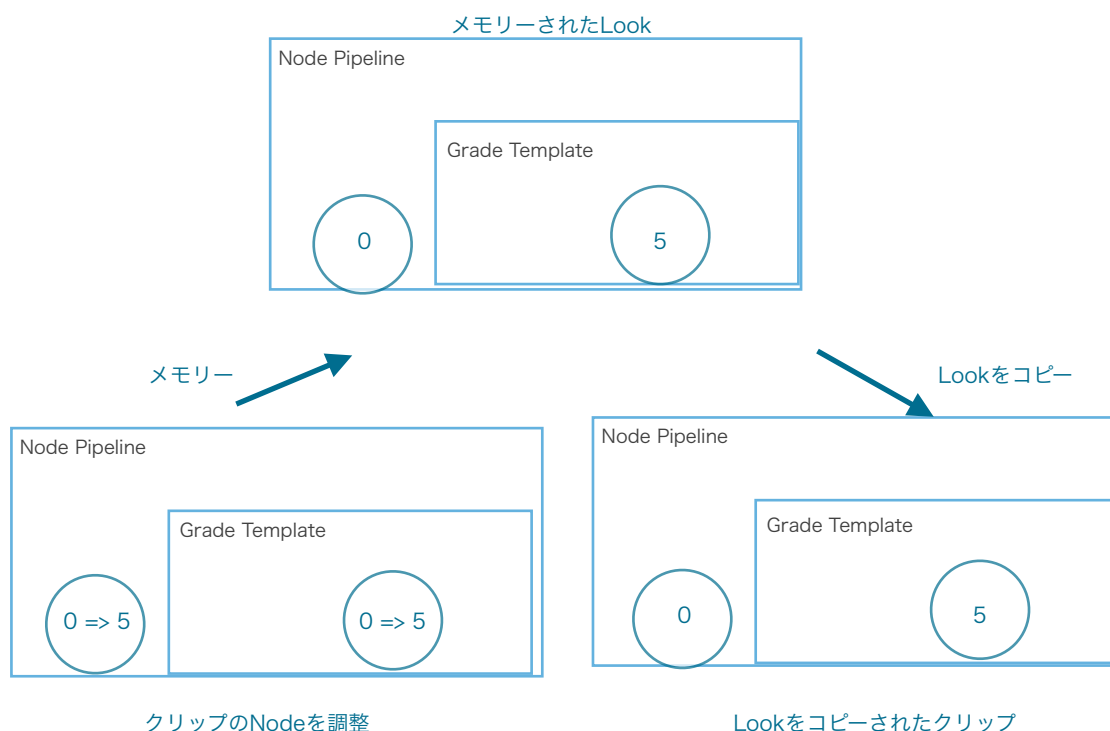 メモリーされたLook
Node Pipeline
Grade Template
0
5
メモリー
Lookをコピー
Node Pipeline
Grade Template
0 => 5
0 => 5
クリップのNodeを調整
Node Pipeline
Grade Template
0
5
Lookをコピーされたクリップ